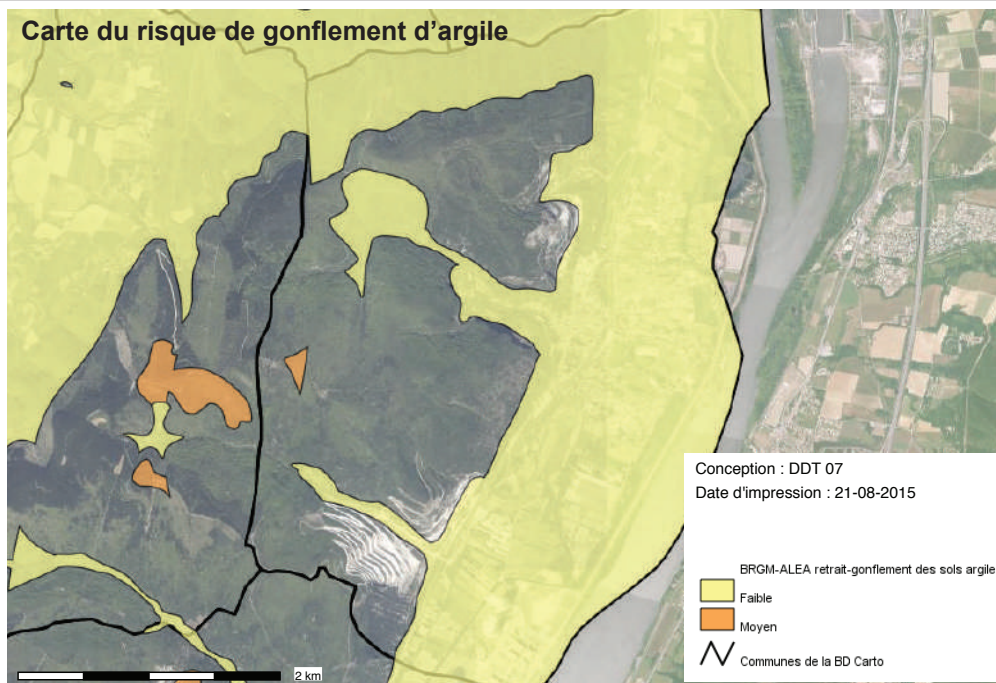 Carte du risque de gonflement d'argile
Conception : DDT 07
Date d'impression : 21-08-2015
BRGM-ALEA retrait-gonflement des sols argile
Faible
Moyen
Communes de la BD Carto
2 km